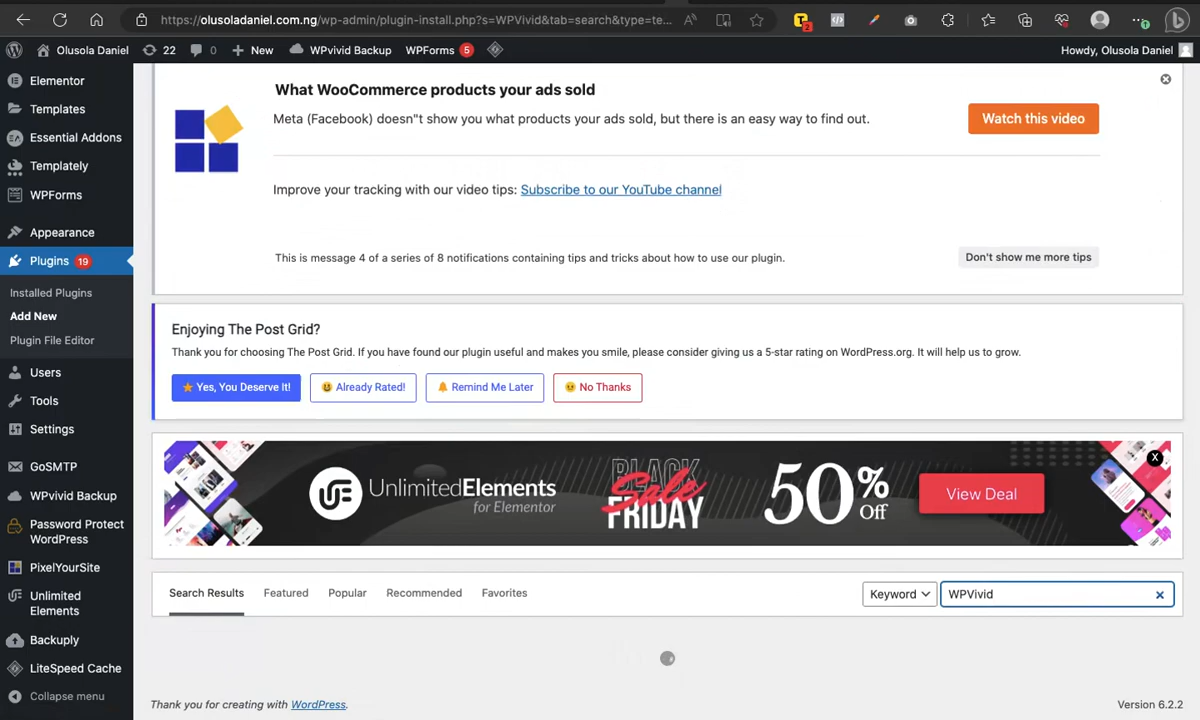 https://olusoladaniel.com.ng/wp-admin/plugin-install.php?s=WPVivid&tab=search&type=te...
2
Olusola Daniel
22
0
New
WPvivid Backup
WPForms
5
Howdy, Olusola Daniel
Elementor
Templates
Essential Addons
Templately
WPForms
Appearance
Plugins 19
Installed Plugins
Add New
Plugin File Editor
Users
Tools
Settings
GoSMTP
WPvivid Backup
Password Protect
WordPress
PixelYourSite
Unlimited
Elements
Backuply
LiteSpeed Cache
Collapse menu
What WooCommerce products your ads sold
Meta (Facebook) doesn"t show you what products your ads sold, but there is an easy way to find out.
Watch this video
Improve your tracking with our video tips: Subscribe to our YouTube channel
This is message 4 of a series of 8 notifications containing tips and tricks about how to use our plugin.
Don't show me more tips
Enjoying The Post Grid?
Thank you for choosing The Post Grid. If you have found our plugin useful and makes you smile, please consider giving us a 5-star rating on WordPress.org. It will help us to grow.
Yes, You Deserve It!
Already Rated!
Remind Me Later
No Thanks
UnlimitedElements
for Elementor
BLACK
Sale
FRIDAY
50%
Off
View Deal
X
Search Results
Featured
Popular
Recommended
Favorites
Keyword
WPVivid
Thank you for creating with WordPress.
Version 6.2.2